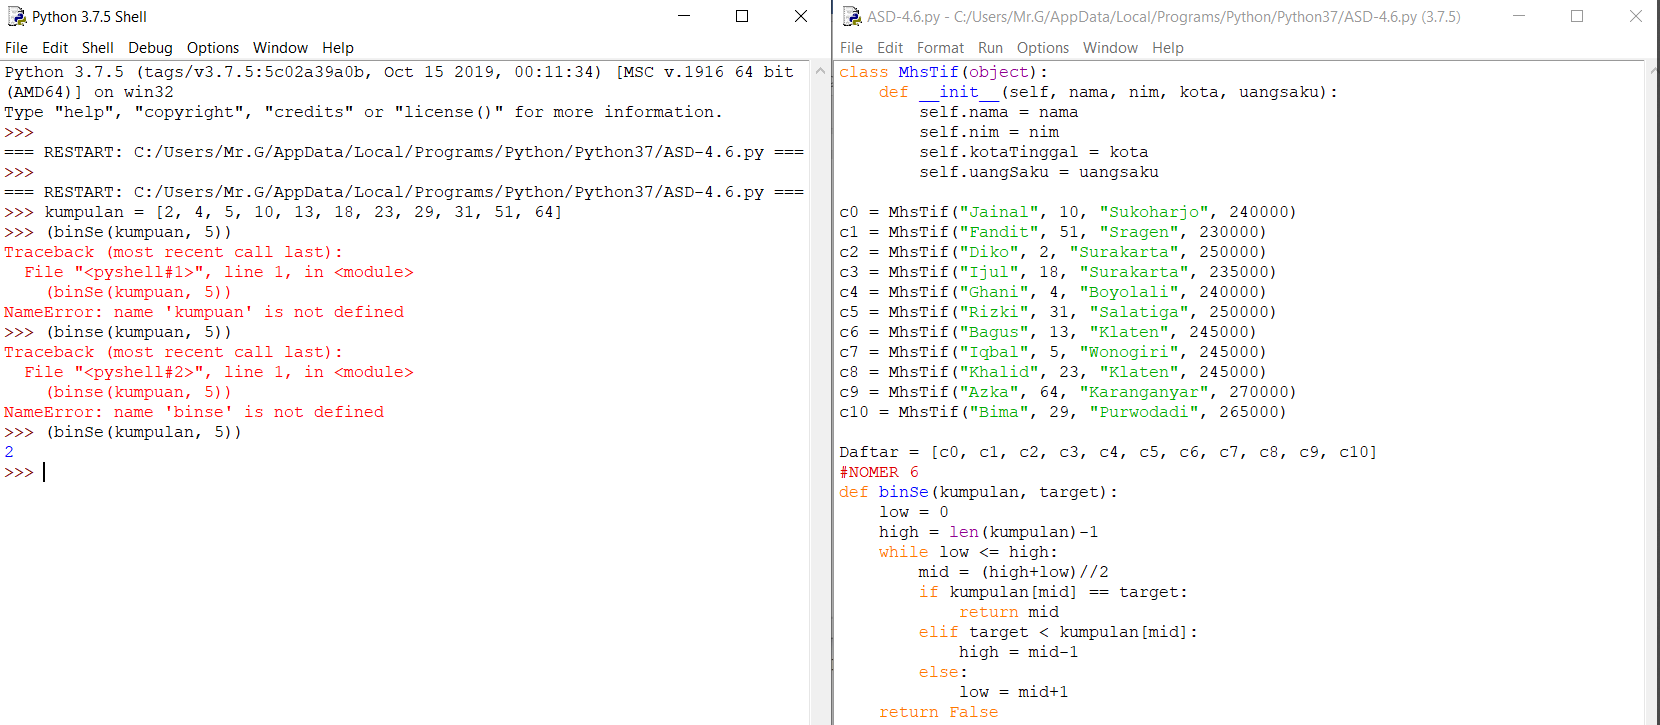 Python 3.7.5 Shell
File Edit Shell Debug Options Window Help
Python 3.7.5 (tags/v3.7.5:5c02a39a0b, Oct 15 2019, 00:11:34) [MSC v.1916 64 bit
(AMD64)] on win32
Type "help", "copyright", "credits" or "license()" for more information.
>>>
=== RESTART: C:/Users/Mr.G/AppData/Local/Programs/Python/Python37/ASD-4.6.py ===
>>>
=== RESTART: C:/Users/Mr.G/AppData/Local/Programs/Python/Python37/ASD-4.6.py ===
>>> kumpulan = [2, 4, 5, 10, 13, 18, 23, 29, 31, 51, 64]
>>> (binSe(kumpuan, 5))
Traceback (most recent call last):
  File "<pyshell#1>", line 1, in <module>
    (binSe(kumpuan, 5))
NameError: name 'kumpuan' is not defined
>>> (binse(kumpuan, 5))
Traceback (most recent call last):
  File "<pyshell#2>", line 1, in <module>
    (binse(kumpuan, 5))
NameError: name 'binse' is not defined
>>> (binSe(kumpulan, 5))
2
>>>
ASD-4.6.py - C:/Users/Mr.G/AppData/Local/Programs/Python/Python37/ASD-4.6.py (3.7.5)
File Edit Format Run Options Window Help
class MhsTif(object):
    def __init__(self, nama, nim, kota, uangsaku):
        self.nama = nama
        self.nim = nim
        self.kotaTinggal = kota
        self.uangSaku = uangsaku
c0 = MhsTif("Jainal", 10, "Sukoharjo", 240000)
c1 = MhsTif("Fandit", 51, "Sragen", 230000)
c2 = MhsTif("Diko", 2, "Surakarta", 250000)
c3 = MhsTif("Ijul", 18, "Surakarta", 235000)
c4 = MhsTif("Ghani", 4, "Boyolali", 240000)
c5 = MhsTif("Rizki", 31, "Salatiga", 250000)
c6 = MhsTif("Bagus", 13, "Klaten", 245000)
c7 = MhsTif("Iqbal", 5, "Wonogiri", 245000)
c8 = MhsTif("Khalid", 23, "Klaten", 245000)
c9 = MhsTif("Azka", 64, "Karanganyar", 270000)
c10 = MhsTif("Bima", 29, "Purwodadi", 265000)
Daftar = [c0, c1, c2, c3, c4, c5, c6, c7, c8, c9, c10]
#NOMER 6
def binSe(kumpulan, target):
    low = 0
    high = len(kumpulan)-1
    while low <= high:
        mid = (high+low)//2
        if kumpulan[mid] == target:
            return mid
        elif target < kumpulan[mid]:
            high = mid-1
        else:
            low = mid+1
    return False